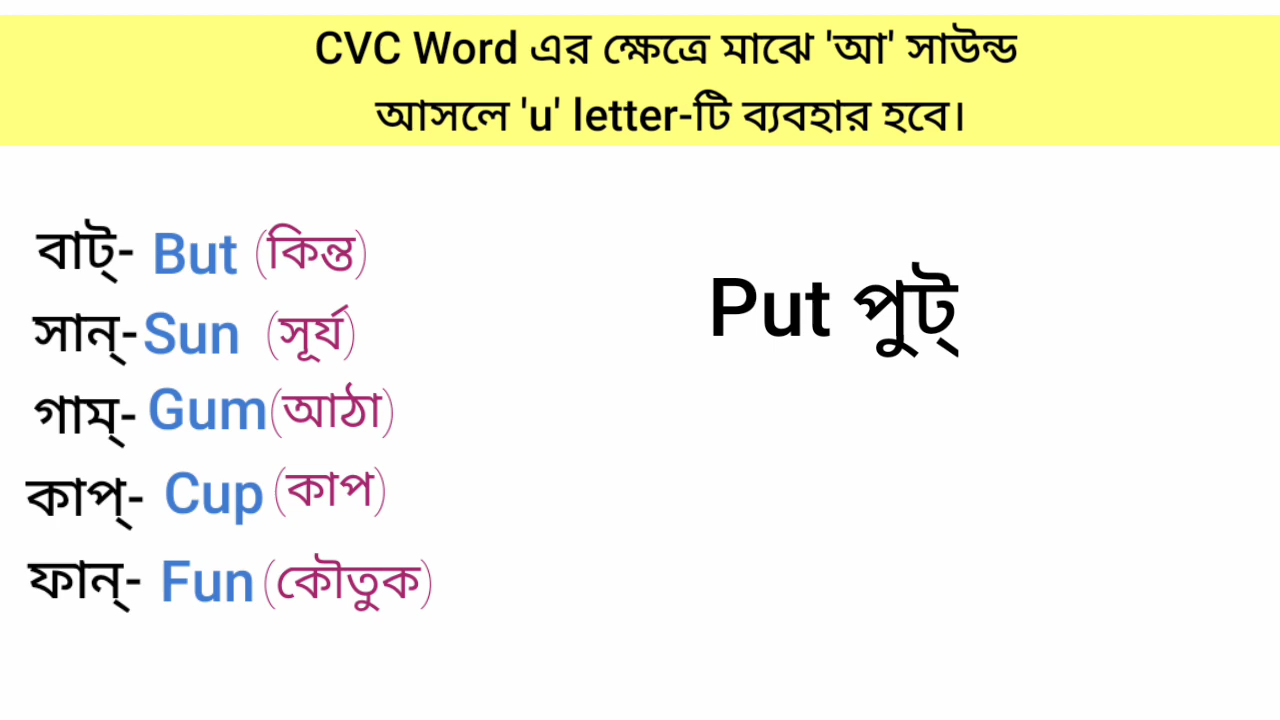 CVC Word এর ক্ষেত্রে মাঝে 'আ' সাউন্ড
আসলে 'u' letter-টি ব্যবহার হবে।
বাট্- But (কিন্ত)
সান্- Sun (সূর্য)
গাম্- Gum (আঠা)
কাপ্- Cup (কাপ)
ফান্- Fun (কৌতুক)
Put পুট্